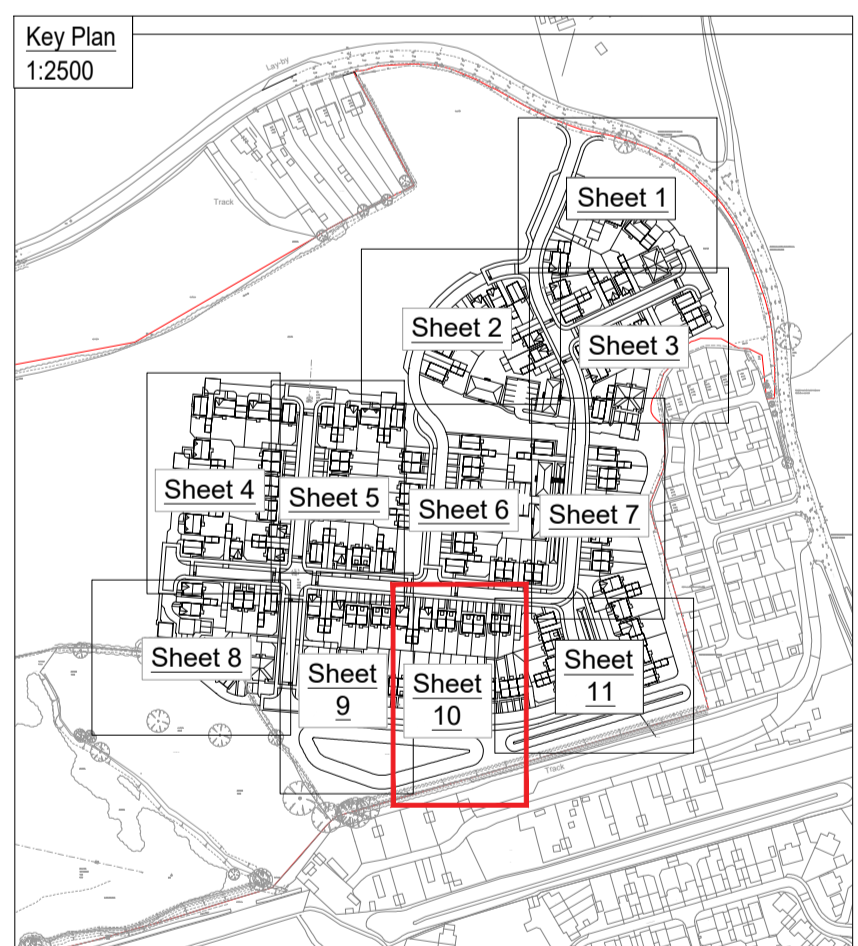 Key Plan
1:2500
Lay-by
Track
Sheet 1
Sheet 2
Sheet 3
Sheet 4
Sheet 5
Sheet 6
Sheet 7
Sheet 8
Sheet
9
Sheet
10
Sheet
11
Track